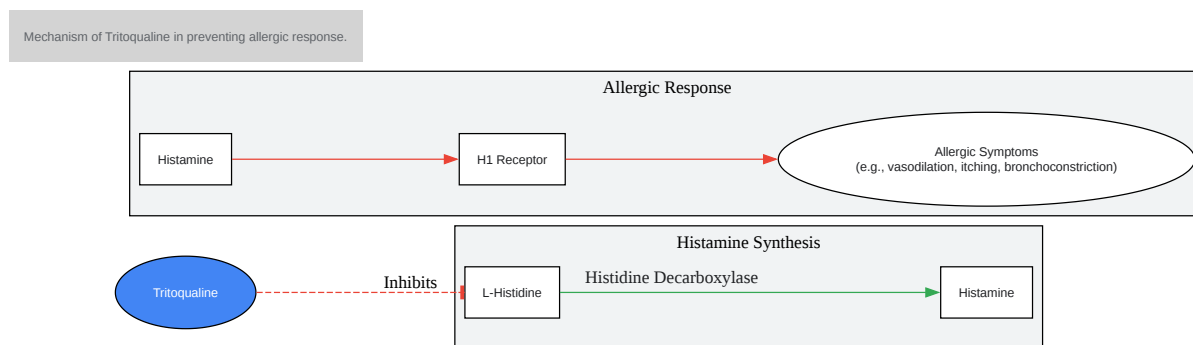 Mechanism of Tritoqualine in preventing allergic response.
Allergic Response
Histamine
H1 Receptor
Allergic Symptoms
(e.g., vasodilation, itching, bronchoconstriction)
Histamine Synthesis
Tritoqualine
Inhibits
L-Histidine
Histidine Decarboxylase
Histamine